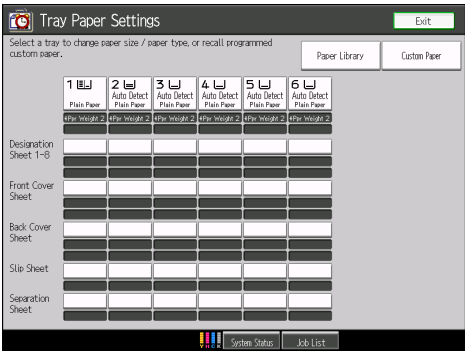 Tray Paper Settings
Exit
Select a tray to change paper size / paper type, or recall programmed
custom paper.
Paper Library
Custom Paper
1 2 3 4 5 6
Auto Detect Auto Detect Auto Detect Auto Detect Auto Detect
Plain Paper Plain Paper Plain Paper Plain Paper Plain Paper Plain Paper
*Ppr Weight 2 *Ppr Weight 2 *Ppr Weight 2 *Ppr Weight 2 *Ppr Weight 2 *Ppr Weight 2
Designation
Sheet 1-8
Front Cover
Sheet
Back Cover
Sheet
Slip Sheet
Separation
Sheet
Y M C K
System Status
Job List